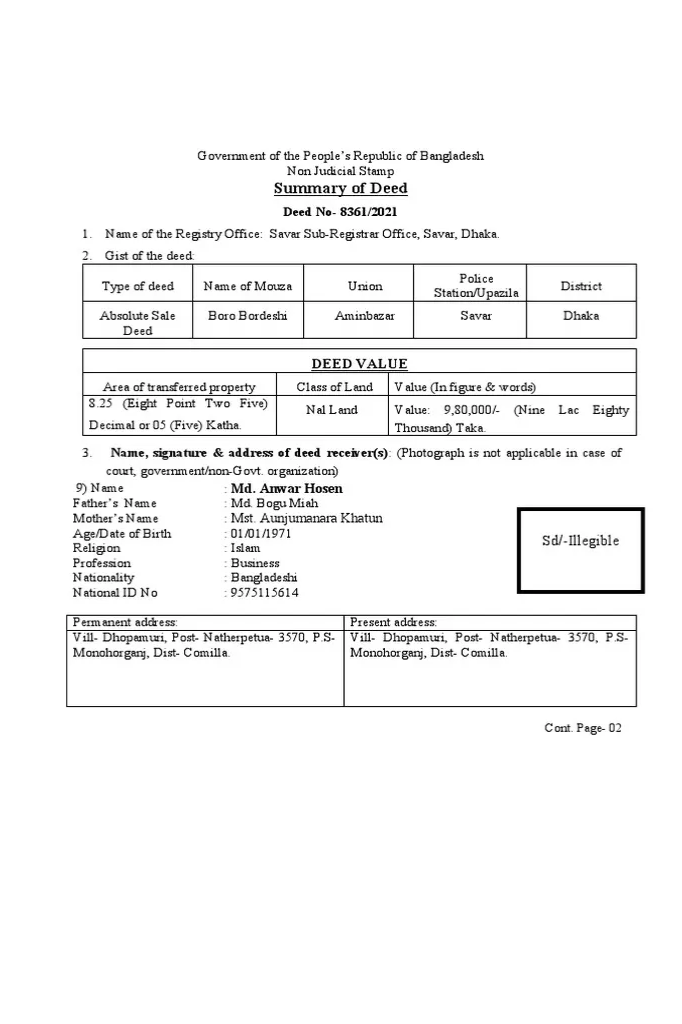 Government of the People's Republic of Bangladesh
Non Judicial Stamp
Summary of Deed
Deed No- 8361/2021
1. Name of the Registry Office: Savar Sub-Registrar Office, Savar, Dhaka.
2. Gist of the deed:
Type of deed Name of Mouza Union Police Station/Upazila District
Absolute Sale Deed Boro Bordeshi Aminbazar Savar Dhaka
DEED VALUE
Area of transferred property Class of Land Value (In figure & words)
8.25 (Eight Point Two Five) Decimal or 05 (Five) Katha. Nal Land Value: 9,80,000/- (Nine Lac Eighty Thousand) Taka.
3. Name, signature & address of deed receiver(s): (Photograph is not applicable in case of
court, government/non-Govt. organization)
9) Name : Md. Anwar Hosen
Father's Name : Md. Bogu Miah
Mother's Name : Mst. Aunjumanara Khatun
Age/Date of Birth : 01/01/1971
Religion : Islam
Profession : Business
Nationality : Bangladeshi
National ID No : 9575115614
Sd/-Illegible
Permanent address: Present address:
Vill- Dhopamuri, Post- Natherpetua- 3570, P.S- Monohorganj, Dist- Comilla. Vill- Dhopamuri, Post- Natherpetua- 3570, P.S- Monohorganj, Dist- Comilla.
Cont. Page- 02